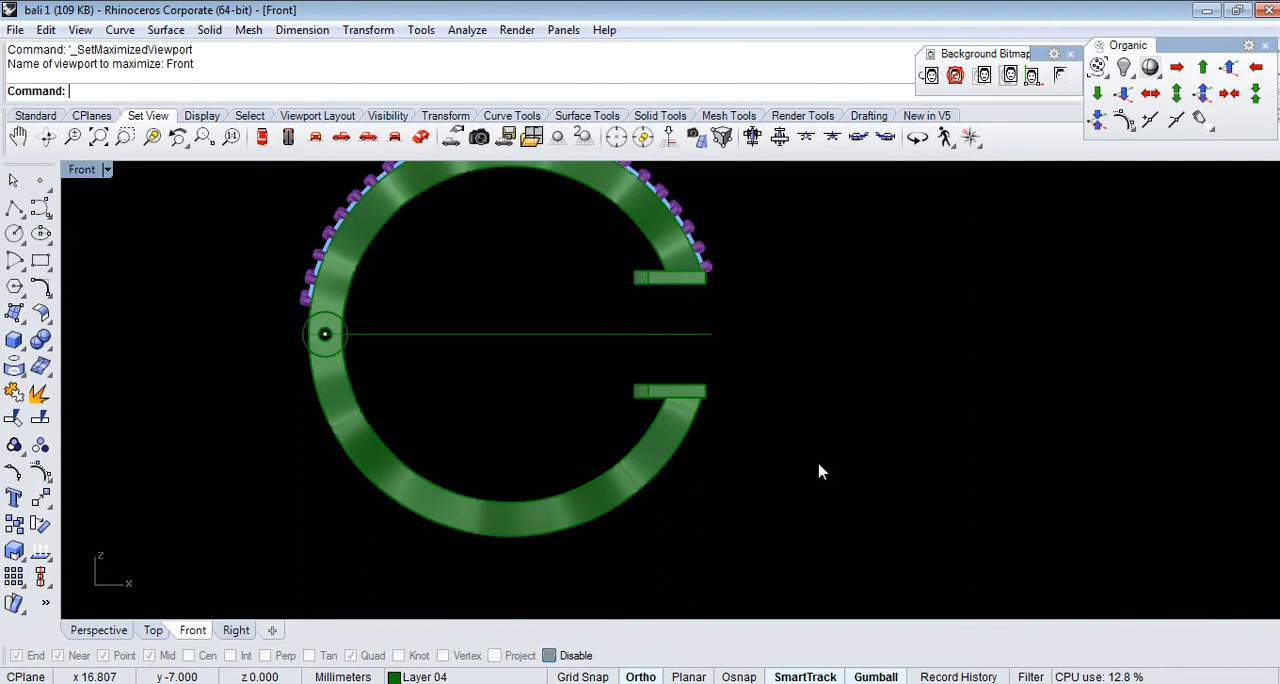 bali 1 (109 KB) - Rhinoceros Corporate (64-bit) - [Front]
File Edit View Curve Surface Solid Mesh Dimension Transform Tools Analyze Render Panels Help
Command: '_SetMaximizedViewport
Name of viewport to maximize: Front
Command:
Background Bitmap
Organic
Standard CPlanes Set View Display Select Viewport Layout Visibility Transform Curve Tools Surface Tools Solid Tools Mesh Tools Render Tools Drafting New in V5
Front
z
x
Perspective Top Front Right
End Near Point Mid Cen Int Perp Tan Quad Knot Vertex Project Disable
CPlane x 16.807 y -7.000 z 0.000 Millimeters Layer 04 Grid Snap Ortho Planar Osnap SmartTrack Gumball Record History Filter CPU use: 12.8 %